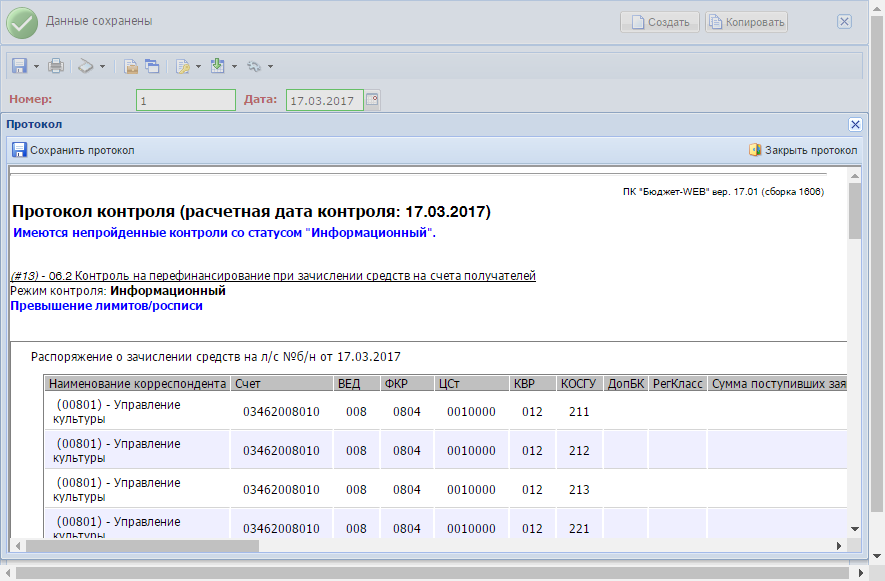 Данные сохранены
Создать
Копировать
Номер:
1
Дата:
17.03.2017
Протокол
Сохранить протокол
Закрыть протокол
ПК "Бюджет-WEB" вер. 17.01 (сборка 1606)
Протокол контроля (расчетная дата контроля: 17.03.2017)
Имеются непройденные контроли со статусом "Информационный".
(#13) - 06.2 Контроль на перефинансирование при зачислении средств на счета получателей
Режим контроля: Информационный
Превышение лимитов/росписи
Распоряжение о зачислении средств на л/с №б/н от 17.03.2017
Наименование корреспондента Счет ВЕД ФКР ЦСт КВР КОСГУ ДопБК РегКласс Сумма поступивших зая
(00801) - Управление
культуры 03462008010 008 0804 0010000 012 211
(00801) - Управление
культуры 03462008010 008 0804 0010000 012 212
(00801) - Управление
культуры 03462008010 008 0804 0010000 012 213
(00801) - Управление
культуры 03462008010 008 0804 0010000 012 221